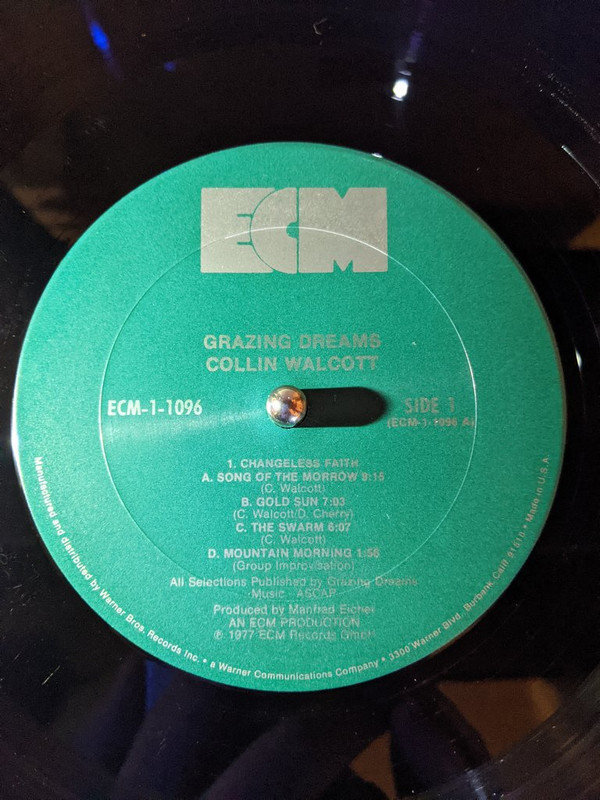 ECM
GRAZING DREAMS
COLLIN WALCOTT
ECM-1-1096
SIDE 1
(ECM-1-1096 A)
1. CHANGELESS FAITH
A. SONG OF THE MORROW 9:15
(C. Walcott)
B. GOLD SUN 7:03
(C. Walcott/D. Cherry)
C. THE SWARM 6:07
(C. Walcott)
D. MOUNTAIN MORNING 1:56
(Group Improvisation)
All Selections Published by Grazing Dreams
Music - ASCAP
Produced by Manfred Eicher
AN ECM PRODUCTION
℗ 1977 ECM Records GmbH
Manufactured and distributed by Warner Bros. Records Inc. • a Warner Communications Company • 3300 Warner Blvd. Burbank, Calif. 91510 • Made in U.S.A.